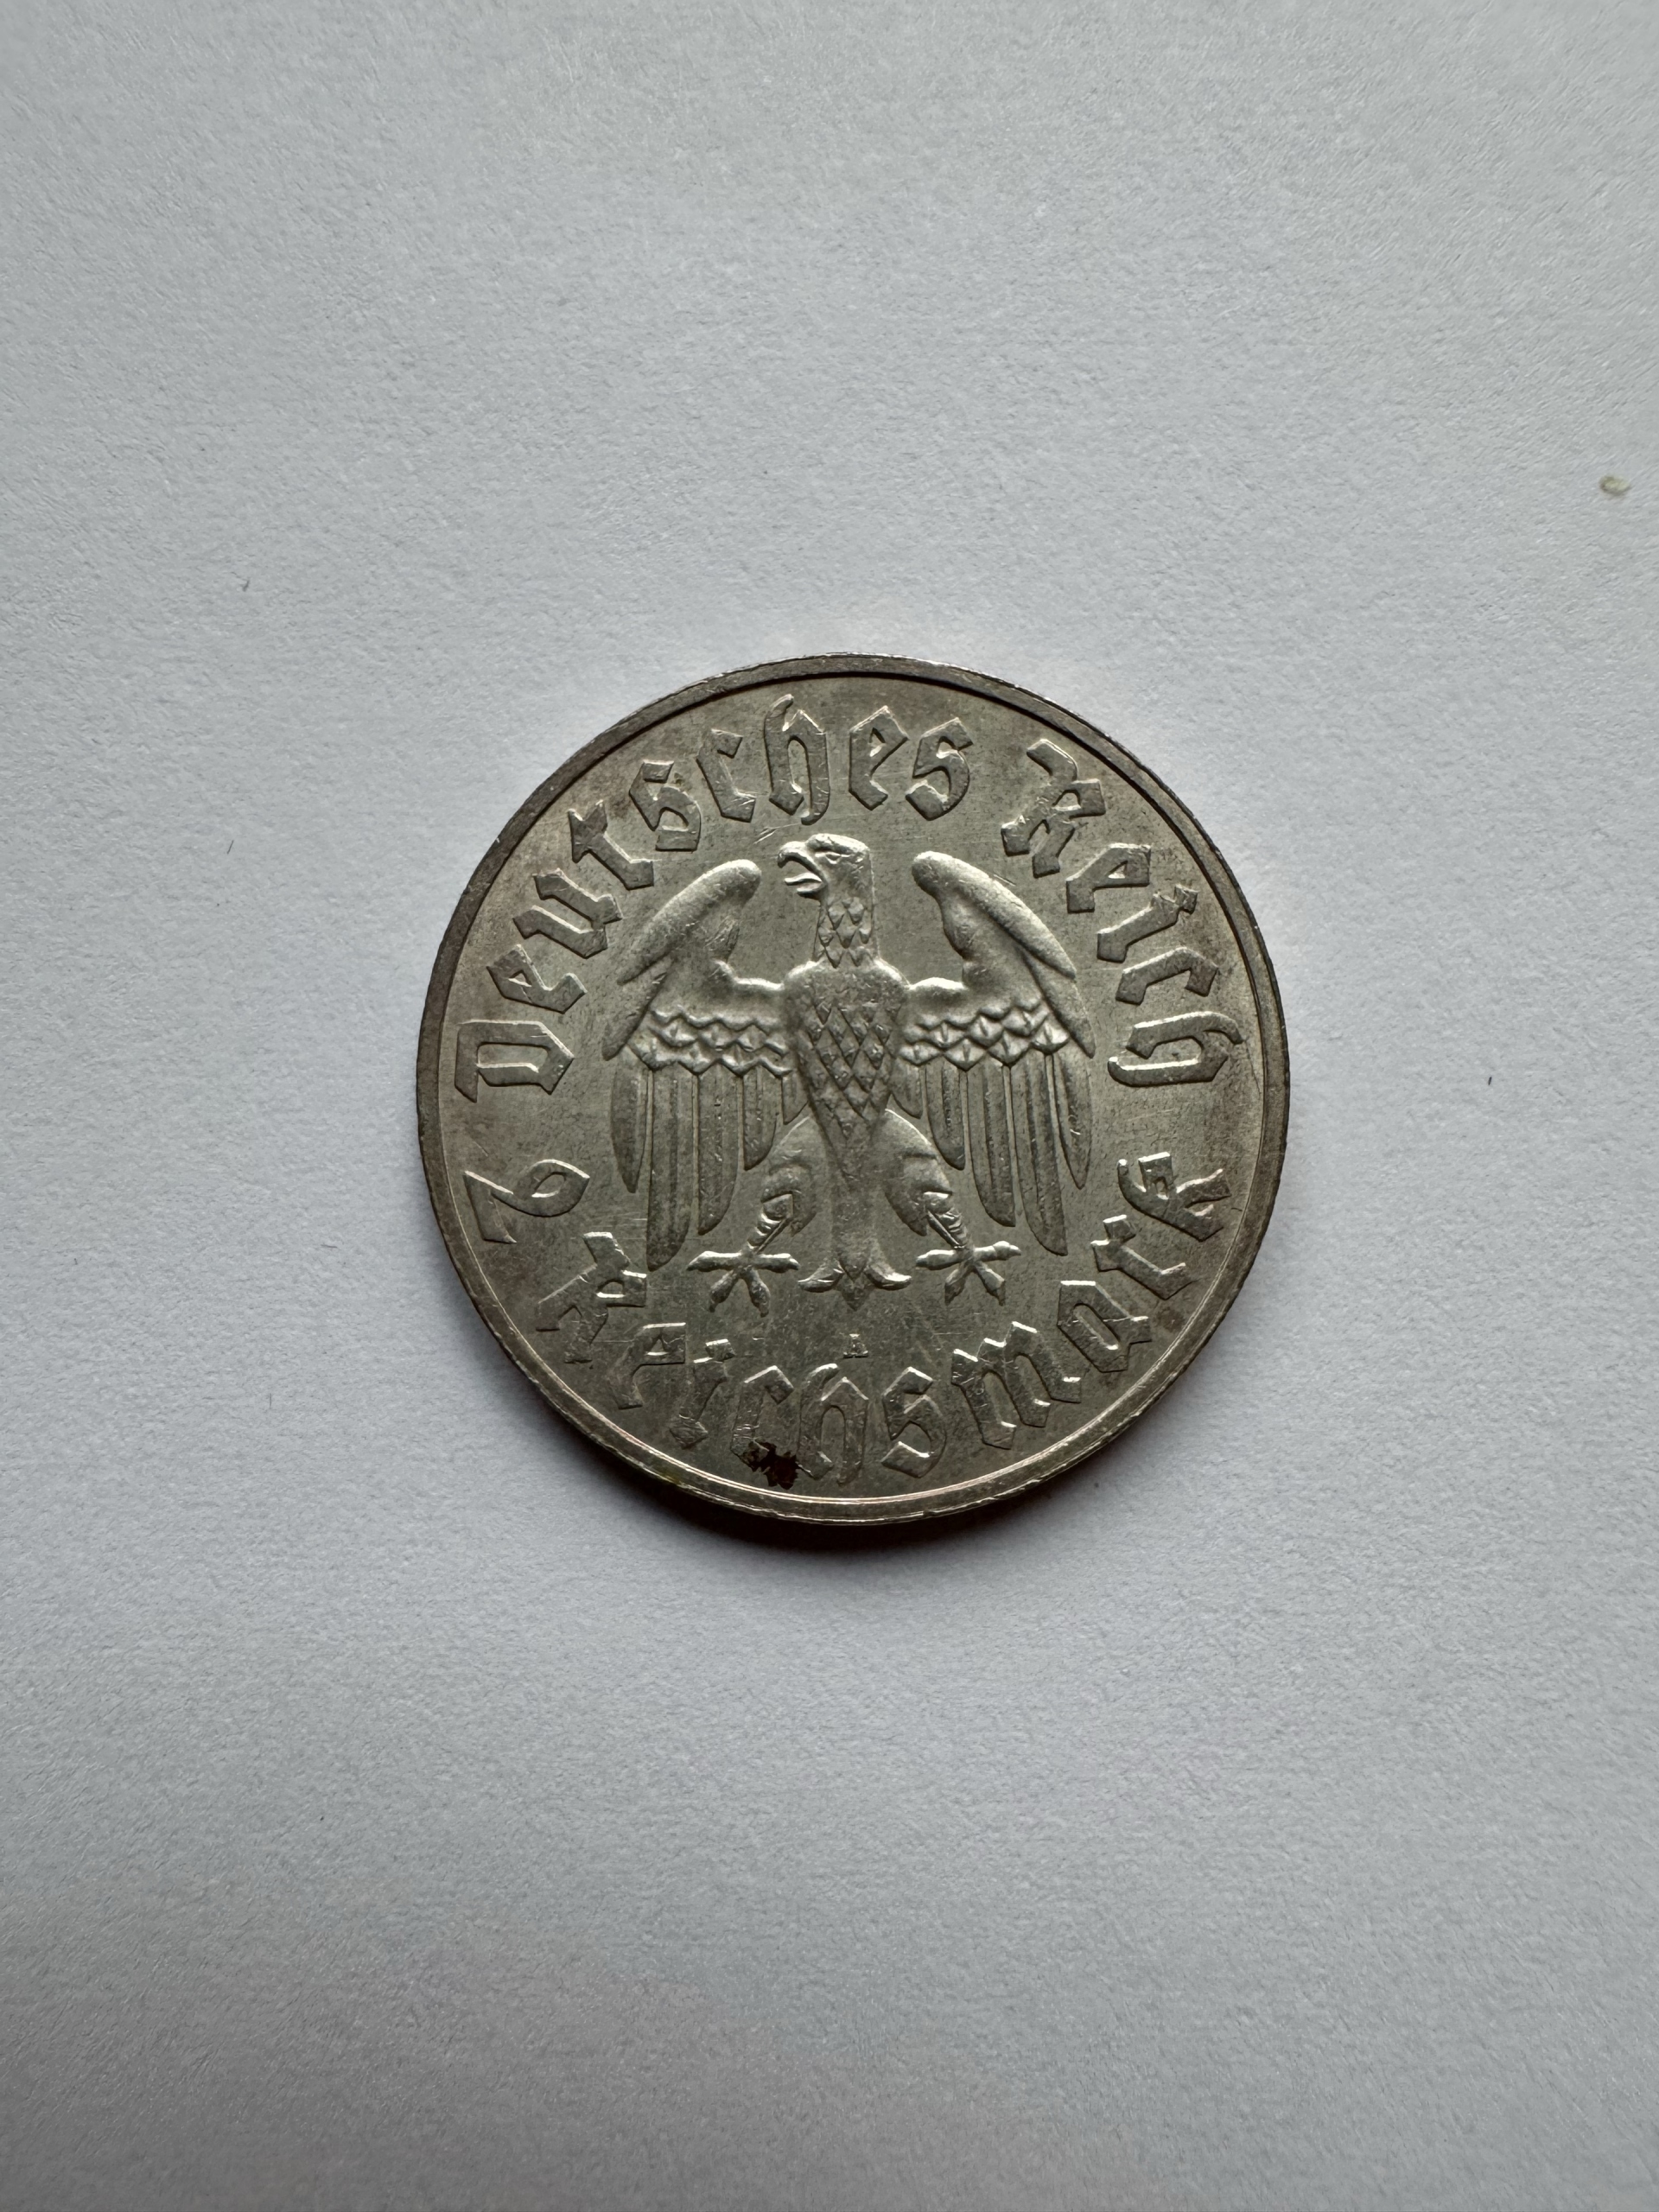 Deutsches Reich
2 Reichsmark
A